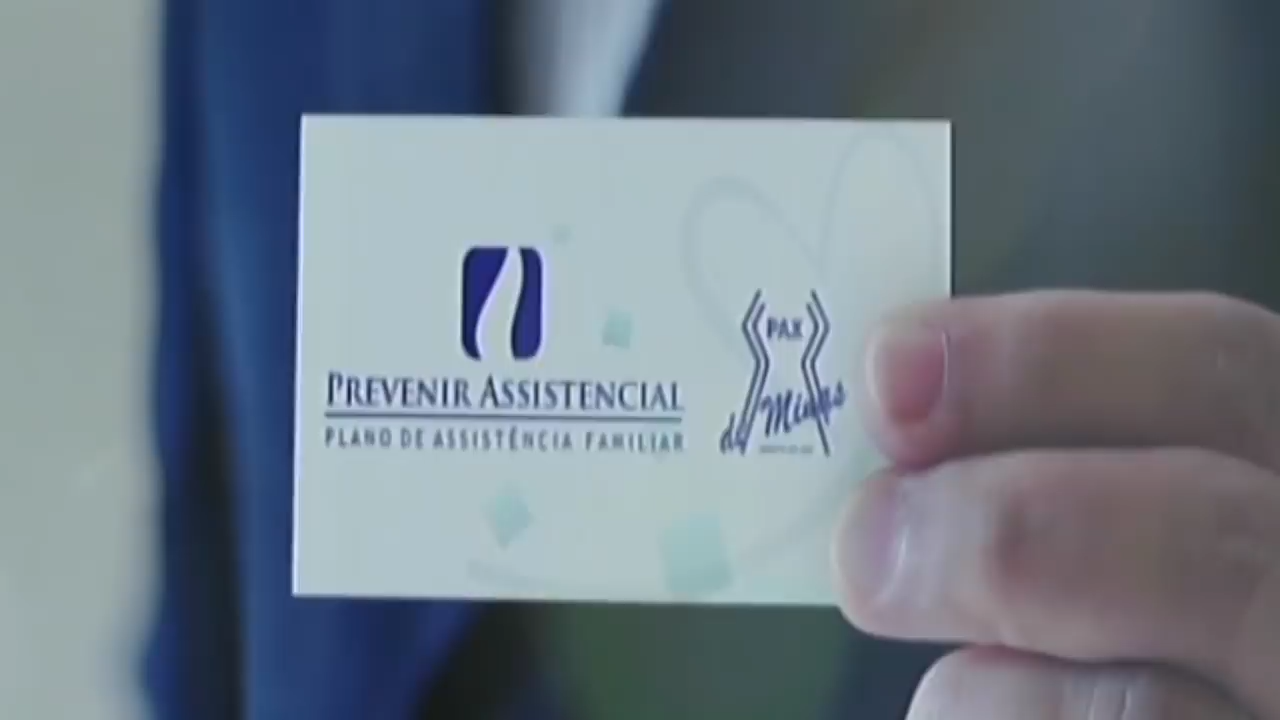 PREVENIR ASSISTENCIAL
PLANO DE ASSISTÊNCIA FAMILIAR
PAX
de Minas